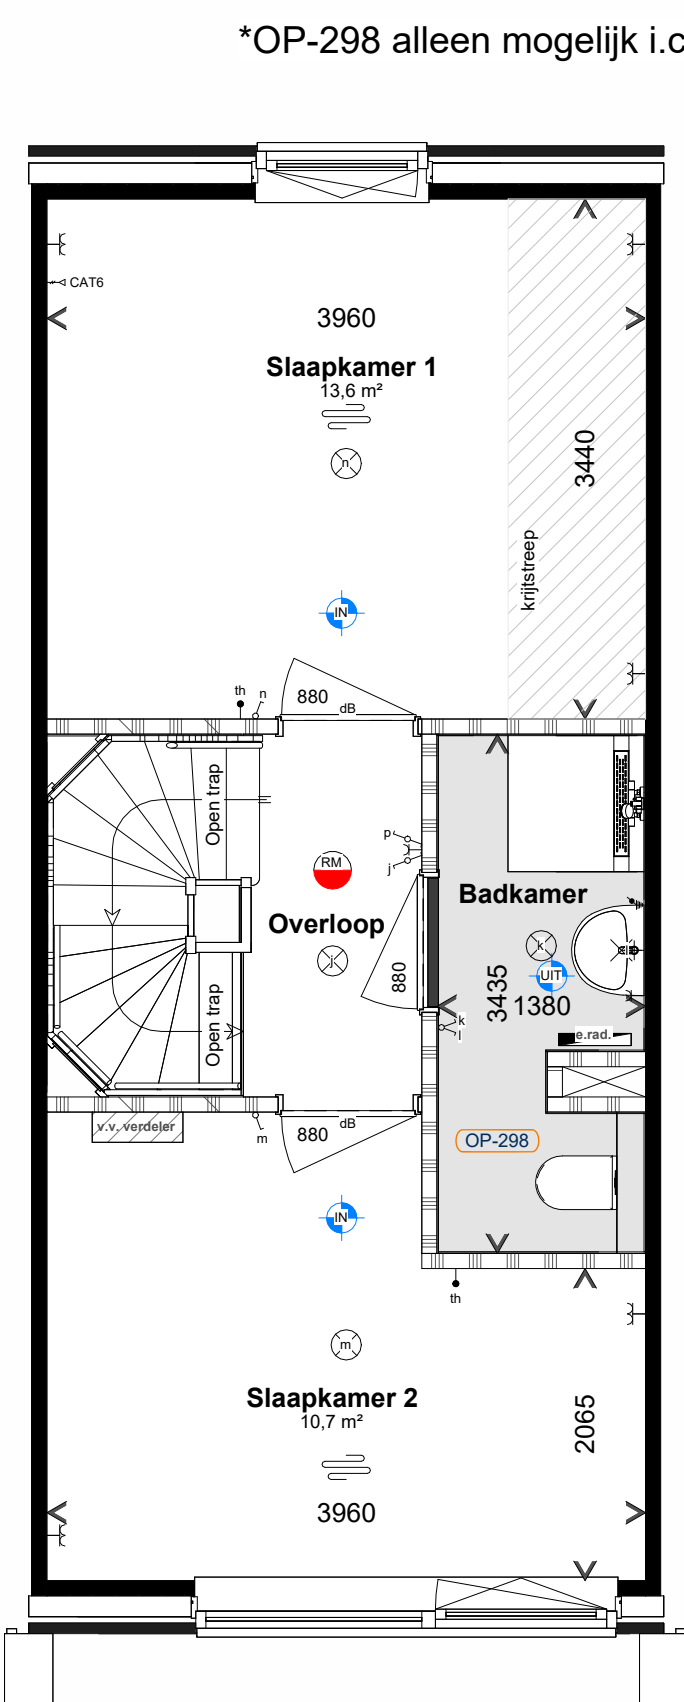 *OP-298 alleen mogelijk i.c
CAT6
3960
Slaapkamer 1
13,6 m²
n
3440
krijtstreep
IN
th
n
880
dB
Open trap
p
j
RM
Badkamer
Overloop
k
j
880
UIT
3435
1380
k
l
e.rad.
Open trap
v.v. verdeler
m
880
dB
OP-298
IN
th
m
Slaapkamer 2
10,7 m²
2065
3960